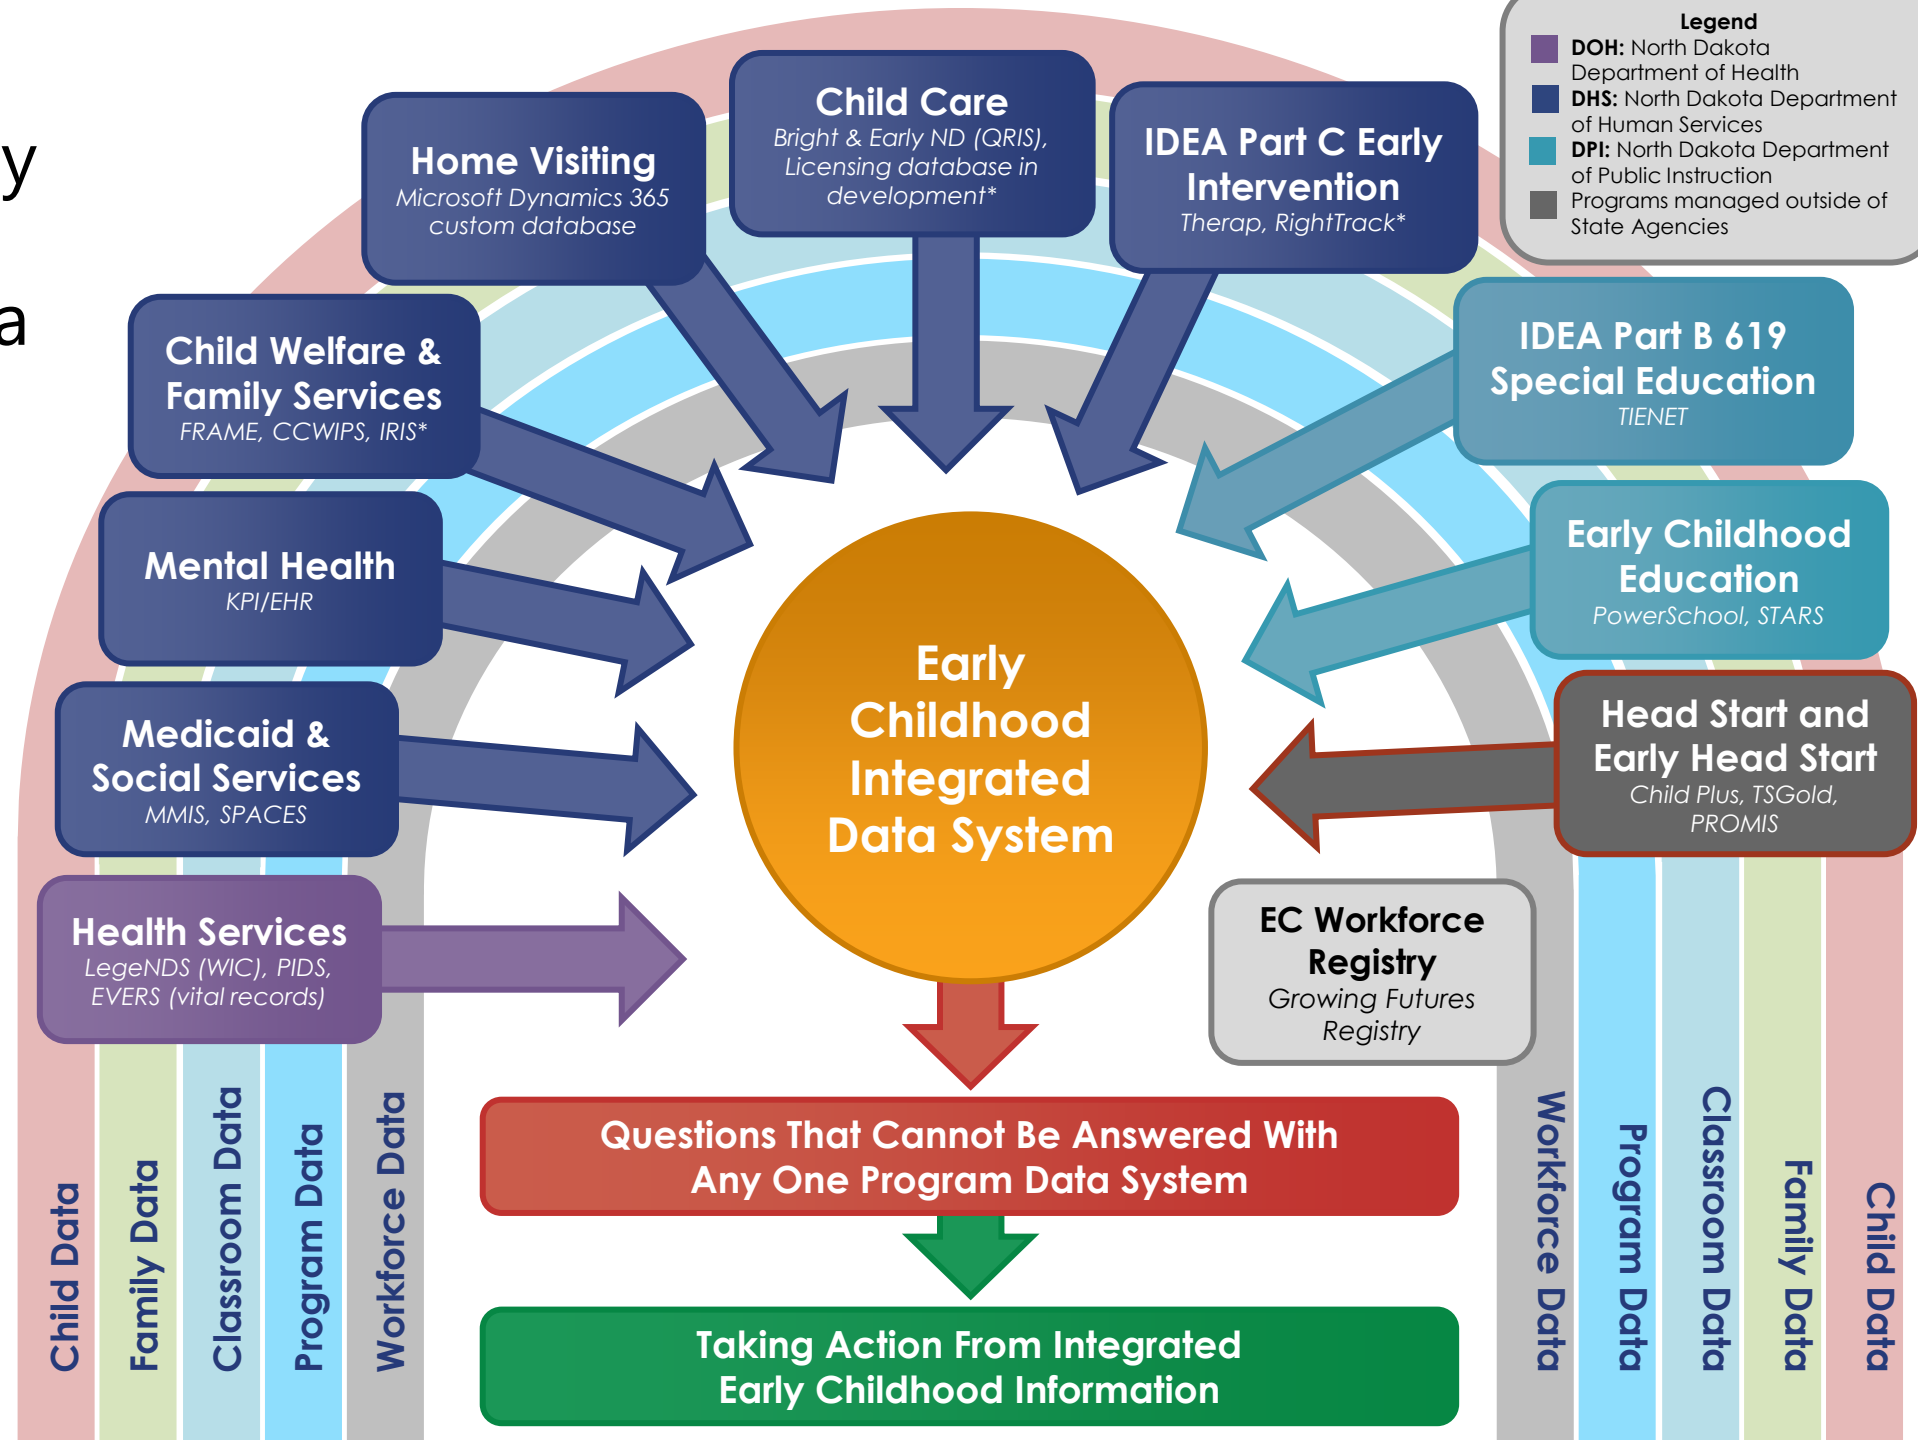 y
a
Legend
DOH: North Dakota
Department of Health
DHS: North Dakota Department
of Human Services
DPI: North Dakota Department
of Public Instruction
Programs managed outside of
State Agencies
Child Care
Bright & Early ND (QRIS),
Licensing database in
development*
Home Visiting
Microsoft Dynamics 365
custom database
IDEA Part C Early
Intervention
Therap, RightTrack*
Child Welfare &
Family Services
FRAME, CCWIPS, IRIS*
IDEA Part B 619
Special Education
TIENET
Mental Health
KPI/EHR
Early Childhood
Education
PowerSchool, STARS
Medicaid &
Social Services
MMIS, SPACES
Head Start and
Early Head Start
Child Plus, TSGold,
PROMIS
Health Services
LegeNDS (WIC), PIDS,
EVERS (vital records)
EC Workforce
Registry
Growing Futures
Registry
Early
Childhood
Integrated
Data System
Questions That Cannot Be Answered With
Any One Program Data System
Taking Action From Integrated
Early Childhood Information
Child Data
Family Data
Classroom Data
Program Data
Workforce Data
Workforce Data
Program Data
Classroom Data
Family Data
Child Data